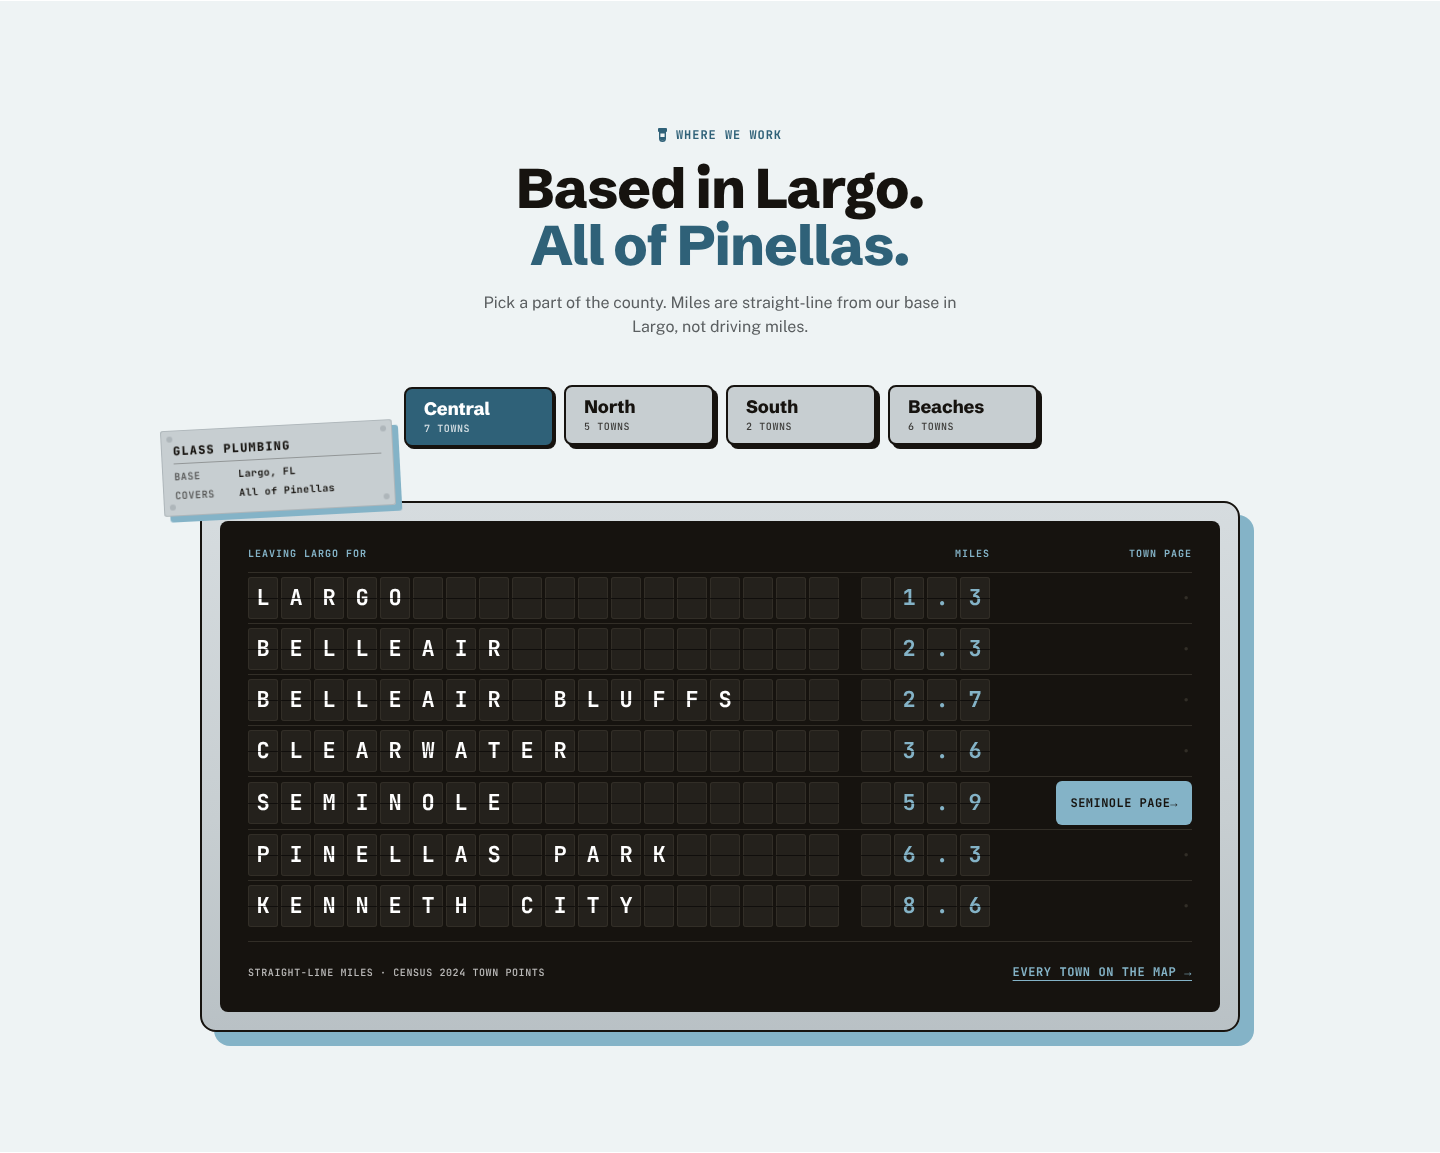 WHERE WE WORK
Based in Largo.
All of Pinellas.
Pick a part of the county. Miles are straight-line from our base in
Largo, not driving miles.
Central
7 TOWNS
North
5 TOWNS
South
2 TOWNS
Beaches
6 TOWNS
GLASS PLUMBING
BASE Largo, FL
COVERS All of Pinellas
LEAVING LARGO FOR MILES TOWN PAGE
LARGO 1.3
BELLEAIR 2.3
BELLEAIR BLUFFS 2.7
CLEARWATER 3.6
SEMINOLE 5.9 SEMINOLE PAGE→
PINELLAS PARK 6.3
KENNETH CITY 8.6
STRAIGHT-LINE MILES · CENSUS 2024 TOWN POINTS EVERY TOWN ON THE MAP →